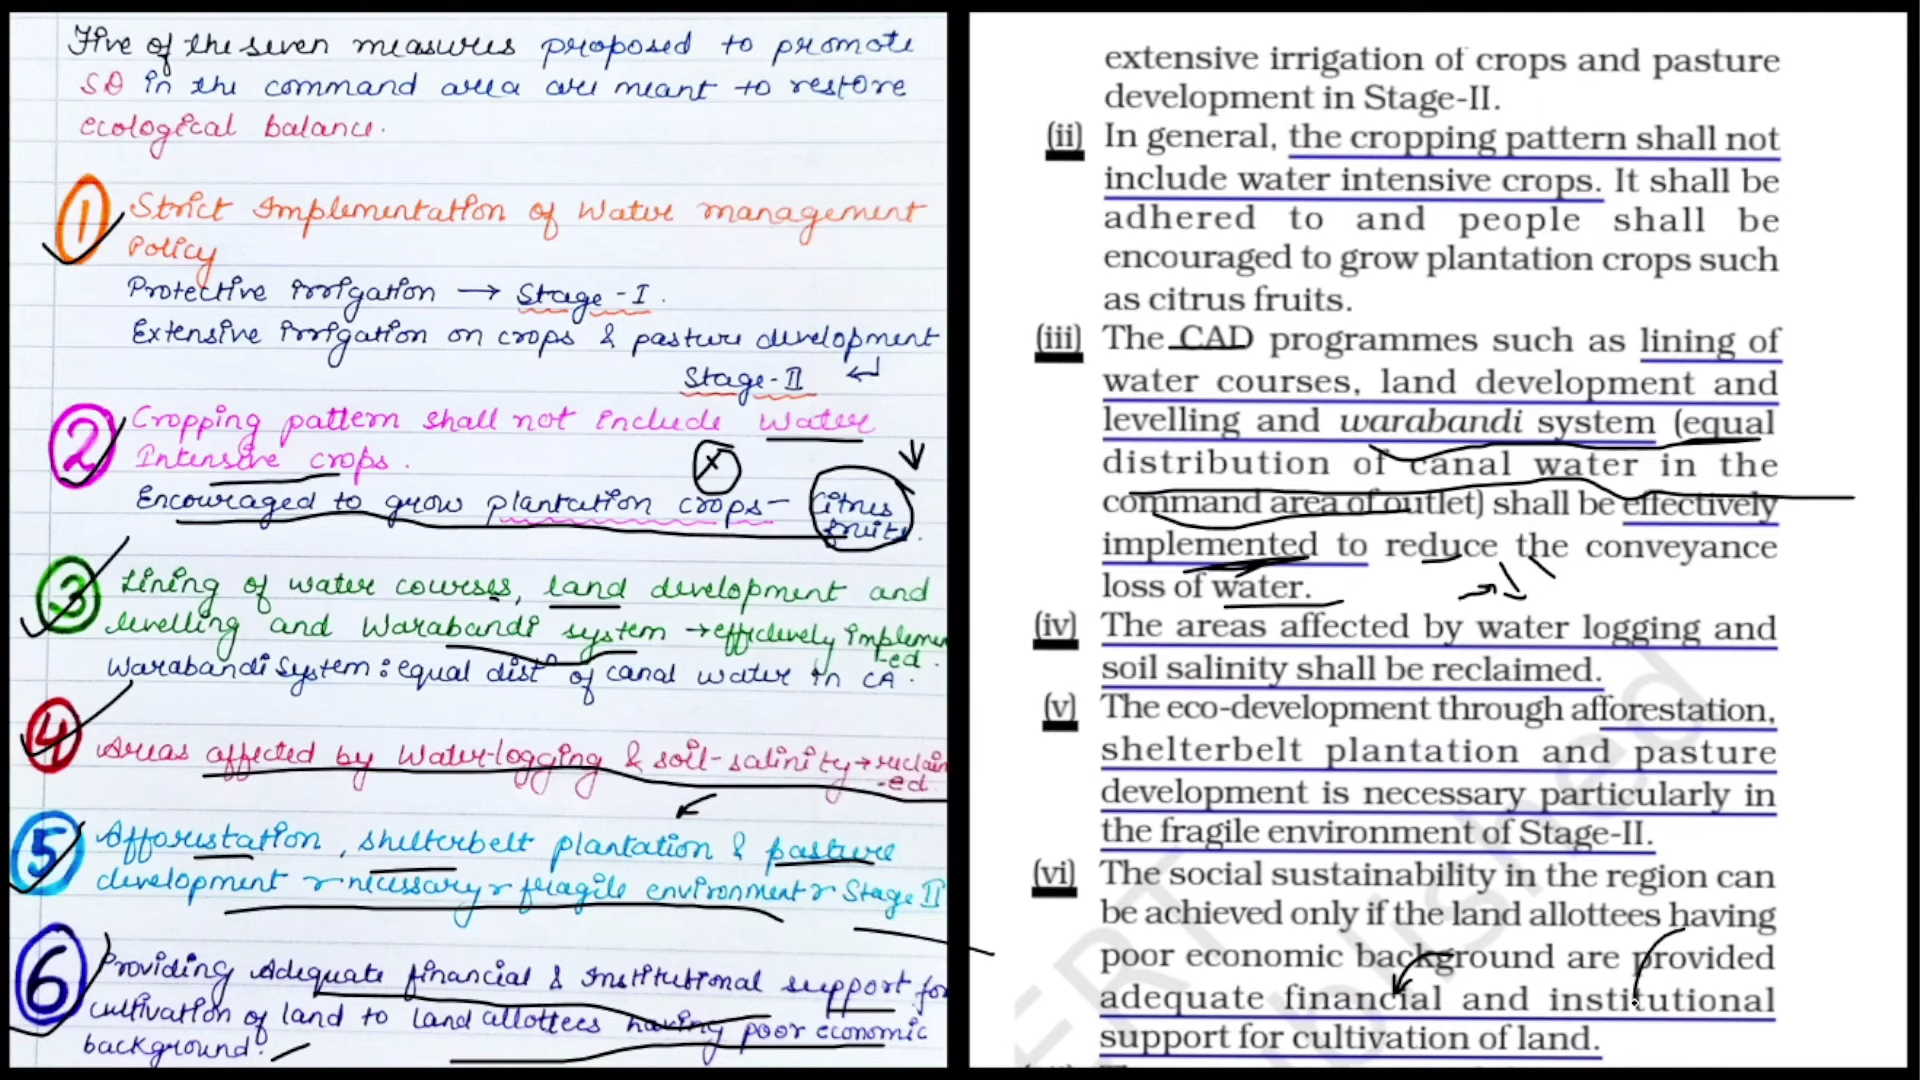 Five of the seven measures proposed to promote
SD in the command area are meant to restore
ecological balance.
1 Strict Implementation of Water management
Policy
Protective irrigation → Stage-I.
Extensive irrigation on crops & pasture development
Stage-II ↲
2 Cropping pattern shall not include water
Intensive crops.
Encouraged to grow plantation crops - citrus
fruits.
3 Lining of water courses, land development and
levelling and Warabandi system → effectively implemen
-ed.
Warabandi System : equal distⁿ of canal water in CA.
4 Areas affected by Water-logging & soil-salinity → reclaim
-ed.
5 Afforestation, shelterbelt plantation & pasture
development r necessary r fragile environment r Stage II
6 Providing Adequate financial & Institutional support for
cultivation of land to land allottees having poor economic
background.
extensive irrigation of crops and pasture
development in Stage-II.
(ii) In general, the cropping pattern shall not
include water intensive crops. It shall be
adhered to and people shall be
encouraged to grow plantation crops such
as citrus fruits.
(iii) The CAD programmes such as lining of
water courses, land development and
levelling and warabandi system (equal
distribution of canal water in the
command area of outlet) shall be effectively
implemented to reduce the conveyance
loss of water.
(iv) The areas affected by water logging and
soil salinity shall be reclaimed.
(v) The eco-development through afforestation,
shelterbelt plantation and pasture
development is necessary particularly in
the fragile environment of Stage-II.
(vi) The social sustainability in the region can
be achieved only if the land allottees having
poor economic background are provided
adequate financial and institutional
support for cultivation of land.